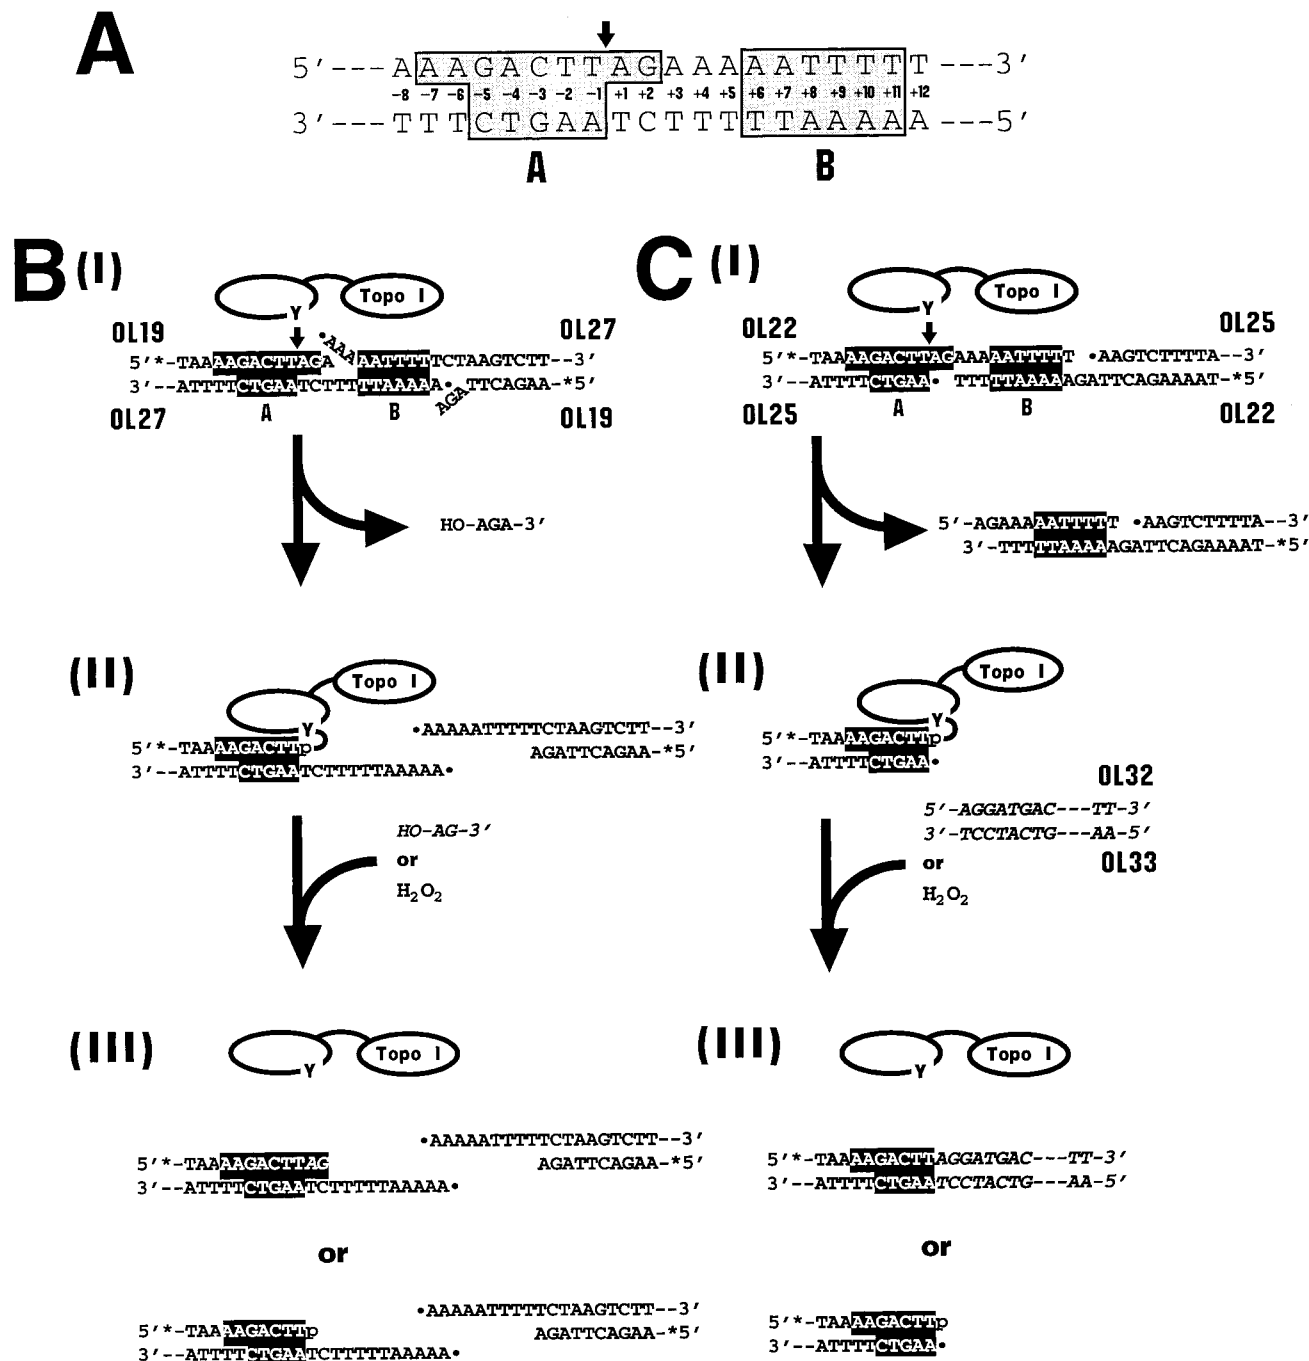 A
5'---AAAGACTTAGAAAAATTTTT---3'
-8 -7 -6 -5 -4 -3 -2 -1 +1 +2 +3 +4 +5 +6 +7 +8 +9 +10 +11 +12
3'---TTTCTGAATCTTTTTAAAAA---5'
A B
B (I)
Topo I
Y
OL19 OL27
•AAA
5'*-TAAAAGACTTAGA AATTTTTCTAAGTCTT--3'
3'--ATTTTCTGAATCTTTTTAAAAA• TTCAGAA-*5'
AGA
A B
OL27 OL19
HO-AGA-3'
(II)
Topo I
Y
•AAAAATTTTTCTAAGTCTT--3'
5'*-TAAAAGACTTp AGATTCAGAA-*5'
3'--ATTTTCTGAATCTTTTTAAAAA•
HO-AG-3'
or
H2O2
(III)
Topo I
Y
•AAAAATTTTTCTAAGTCTT--3'
5'*-TAAAAGACTTAG AGATTCAGAA-*5'
3'--ATTTTCTGAATCTTTTTAAAAA•
or
•AAAAATTTTTCTAAGTCTT--3'
5'*-TAAAAGACTTp AGATTCAGAA-*5'
3'--ATTTTCTGAATCTTTTTAAAAA•
C (I)
Topo I
Y
OL22 OL25
5'*-TAAAAGACTTAGAAAAATTTTT •AAGTCTTTTA--3'
3'--ATTTTCTGAA• TTTTTAAAAAGATTCAGAAAAT-*5'
A B
OL25 OL22
5'-AGAAAAATTTTT •AAGTCTTTTA--3'
3'-TTTTTAAAAAGATTCAGAAAAT-*5'
(II)
Topo I
Y
5'*-TAAAAGACTTp
3'--ATTTTCTGAA•
OL32
5'-AGGATGAC---TT-3'
3'-TCCTACTG---AA-5'
or OL33
H2O2
(III)
Topo I
Y
5'*-TAAAAGACTTAGGATGAC---TT-3'
3'--ATTTTCTGAATCCTACTG---AA-5'
or
5'*-TAAAAGACTTp
3'--ATTTTCTGAA•